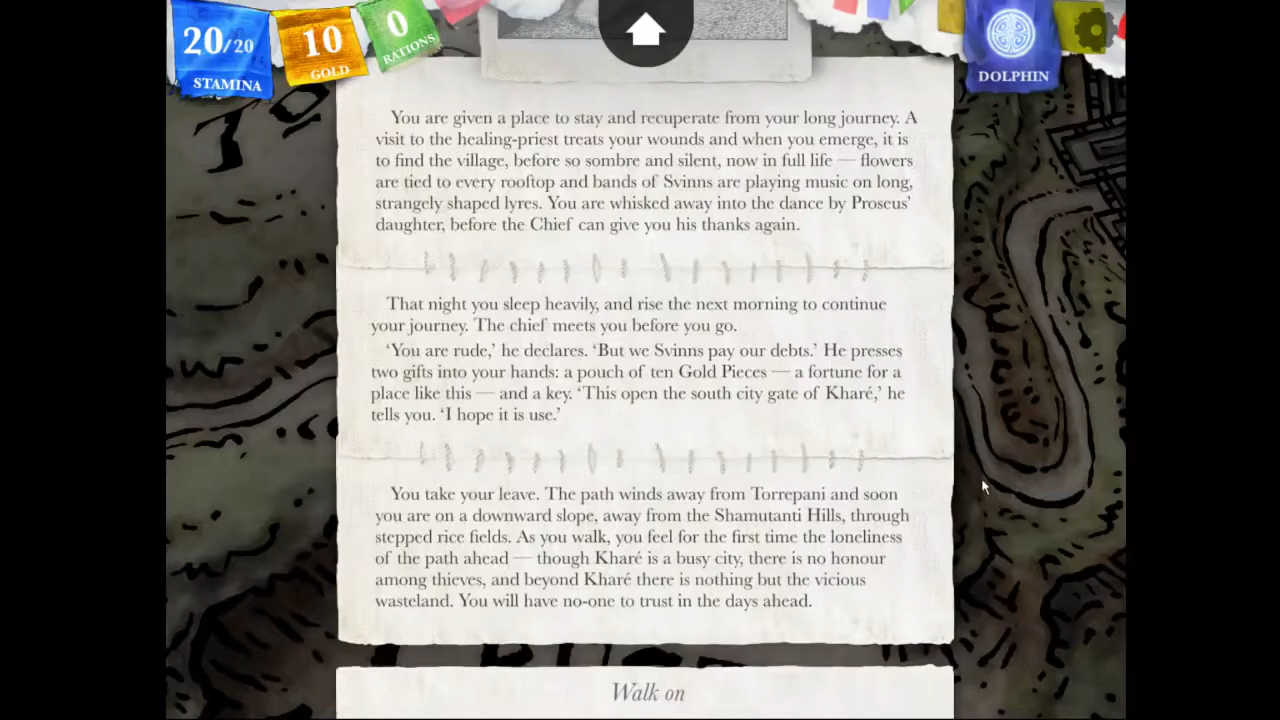 20/20
STAMINA
10
GOLD
0
RATIONS
DOLPHIN
You are given a place to stay and recuperate from your long journey. A
visit to the healing-priest treats your wounds and when you emerge, it is
to find the village, before so sombre and silent, now in full life — flowers
are tied to every rooftop and bands of Svinns are playing music on long,
strangely shaped lyres. You are whisked away into the dance by Proseus’
daughter, before the Chief can give you his thanks again.
That night you sleep heavily, and rise the next morning to continue
your journey. The chief meets you before you go.
‘You are rude,’ he declares. ‘But we Svinns pay our debts.’ He presses
two gifts into your hands: a pouch of ten Gold Pieces — a fortune for a
place like this — and a key. ‘This open the south city gate of Kharé,’ he
tells you. ‘I hope it is use.’
You take your leave. The path winds away from Torrepani and soon
you are on a downward slope, away from the Shamutanti Hills, through
stepped rice fields. As you walk, you feel for the first time the loneliness
of the path ahead — though Kharé is a busy city, there is no honour
among thieves, and beyond Kharé there is nothing but the vicious
wasteland. You will have no-one to trust in the days ahead.
Walk on